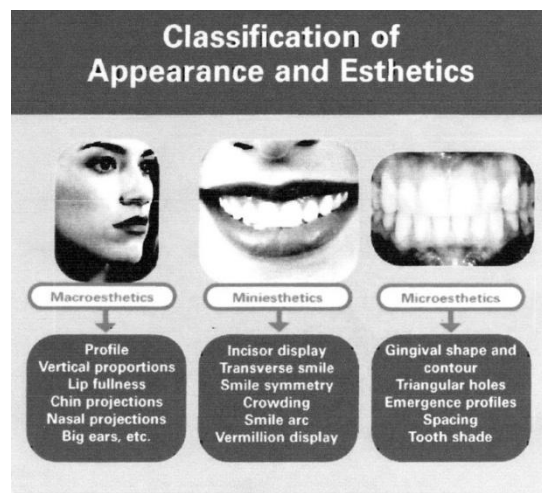 Classification of
Appearance and Esthetics
Macroesthetics
Miniesthetics
Microesthetics
Profile
Vertical proportions
Lip fullness
Chin projections
Nasal projections
Big ears, etc.
Incisor display
Transverse smile
Smile symmetry
Crowding
Smile arc
Vermillion display
Gingival shape and
contour
Triangular holes
Emergence profiles
Spacing
Tooth shade